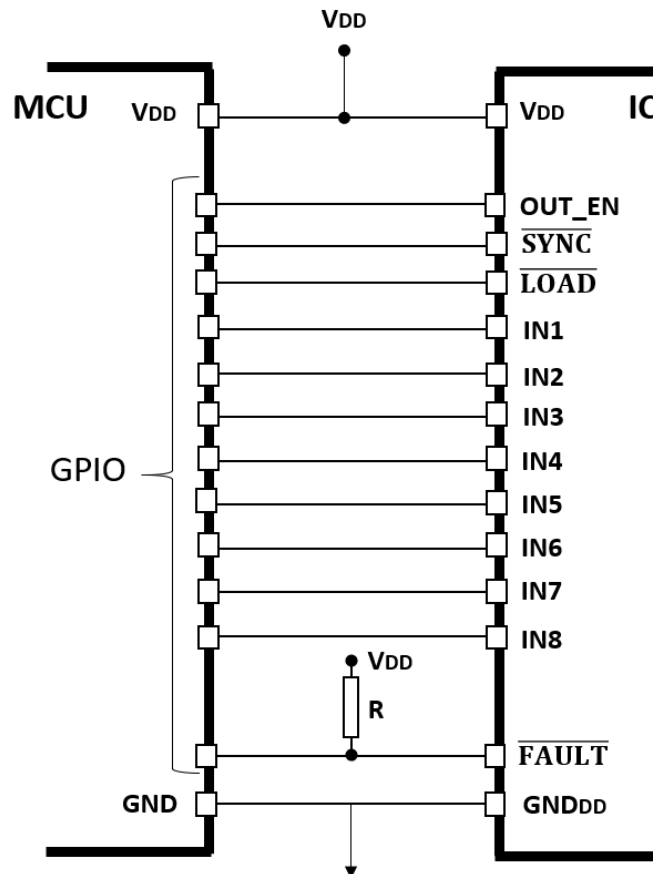 VDD
MCU
VDD
VDD
IC
OUT_EN
SYNC
LOAD
IN1
IN2
IN3
IN4
GPIO
IN5
IN6
IN7
IN8
VDD
R
FAULT
GND
GNDDD